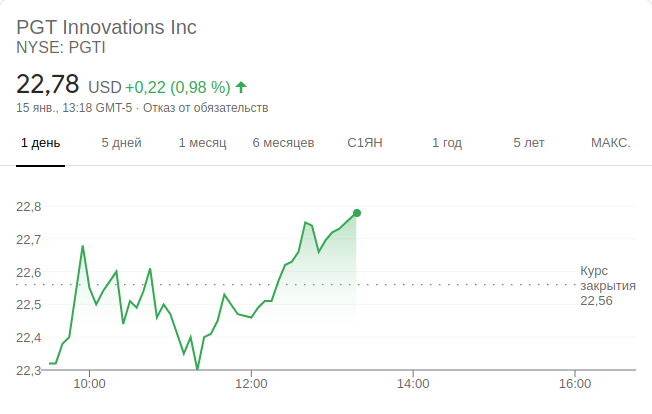 PGT Innovations Inc
NYSE: PGTI
22,78 USD +0,22 (0,98 %)
15 янв., 13:18 GMT-5 · Отказ от обязательств
1 день 5 дней 1 месяц 6 месяцев С1ЯН 1 год 5 лет МАКС.
22,8
22,7
22,6
22,5
22,4
22,3
Курс
закрытия
22,56
10:00 12:00 14:00 16:00